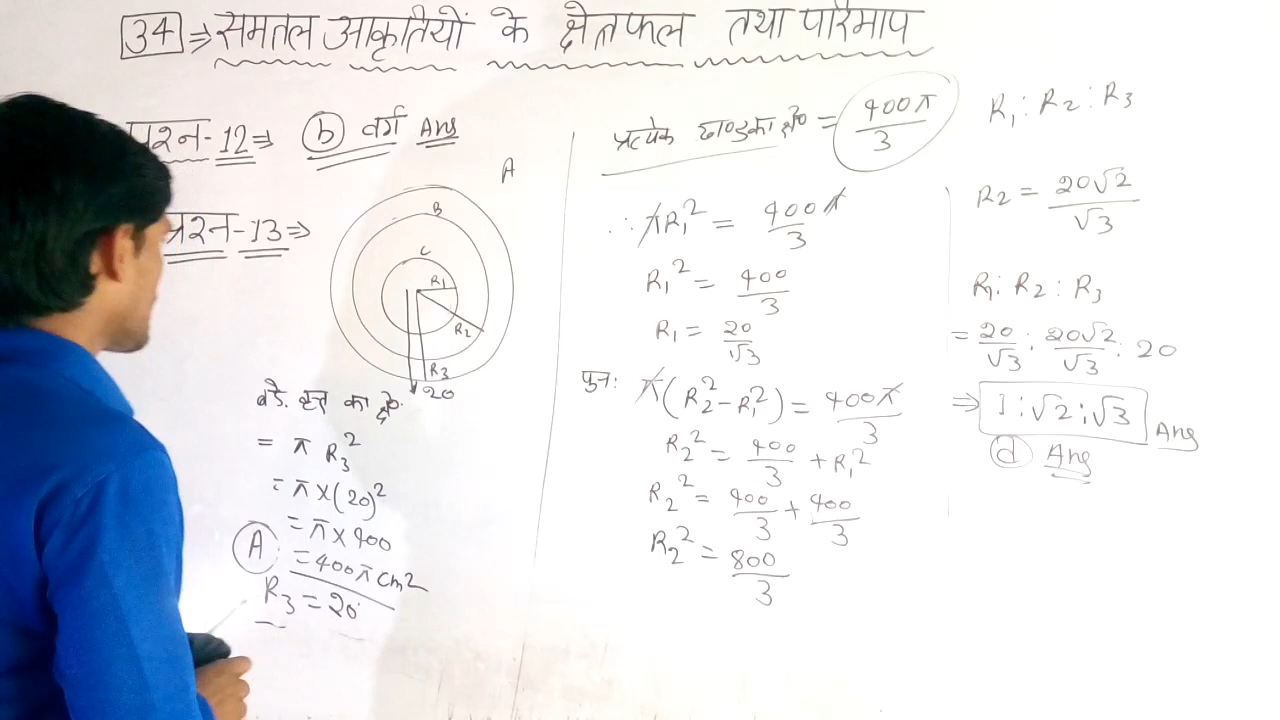 34 ⇒ समतल आकृतियों के क्षेत्रफल तथा परिमाप
प्रश्न-12 ⇒ (b) वर्ग Ans
प्रश्न-13 ⇒
A
B
C
R₁
R₂
R₃
20
बड़े वृत्त का क्षे०
= π R₃²
= π×(20)²
= π×400
A = 400π cm²
R₃ = 20
प्रत्येक खण्ड का क्षे० = 400π/3
∴ πR₁² = 400π/3
R₁² = 400/3
R₁ = 20/√3
पुनः π(R₂²-R₁²) = 400π/3
R₂² = 400/3 + R₁²
R₂² = 400/3 + 400/3
R₂² = 800/3
R₁ : R₂ : R₃
R₂ = 20√2/√3
R₁ : R₂ : R₃
= 20/√3 : 20√2/√3 : 20
⇒ 1 : √2 : √3 Ans
(d) Ans